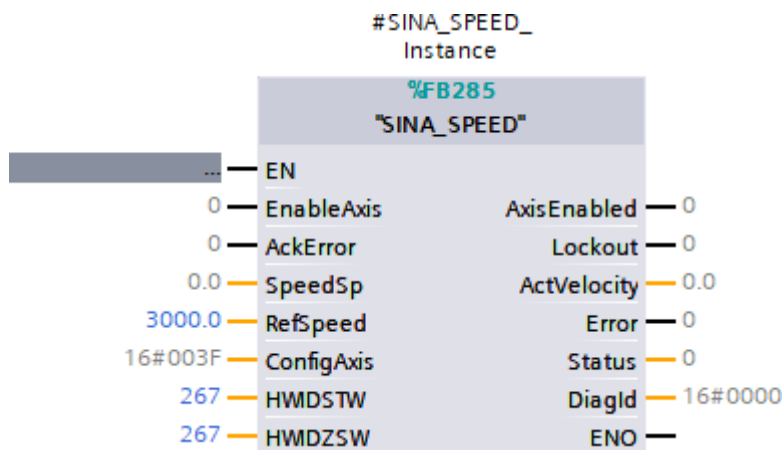 #SINA_SPEED_
Instance
%FB285
"SINA_SPEED"
... EN
0 EnableAxis AxisEnabled 0
0 AckError Lockout 0
0.0 SpeedSp ActVelocity 0.0
3000.0 RefSpeed Error 0
16#003F ConfigAxis Status 0
267 HWIDSTW DiagId 16#0000
267 HWIDZSW ENO